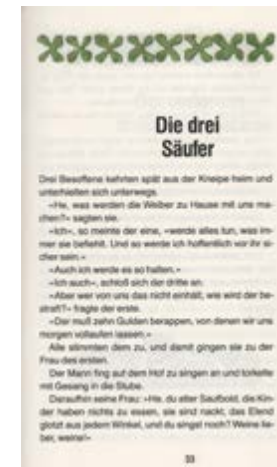 Die drei
Säufer
Drei Besoffene kehrten spät aus der Kneipe heim und
unterhielten sich unterwegs.
»He, was werden die Weiber zu Hause mit uns ma-
chen?« sagten sie.
»Ich«, so meinte der eine, »werde alles tun, was im-
mer sie befiehlt. Und so werde ich hoffentlich vor ihr si-
cher sein.«
»Auch ich werde es so halten.«
»Ich auch«, schloß sich der dritte an.
»Aber wer von uns das nicht einhält, wie wird der be-
straft?« fragte der erste.
»Der muß zehn Gulden berappen, von denen wir uns
morgen vollaufen lassen.«
Alle stimmten dem zu, und damit gingen sie zu der
Frau des ersten.
Der Mann fing auf dem Hof zu singen an und torkelte
mit Gesang in die Stube.
Daraufhin seine Frau: »He, du alter Saufbold, die Kin-
der haben nichts zu essen, sie sind nackt, das Elend
glotzt aus jedem Winkel, und du singst noch? Weine lie-
ber, weine!«
33